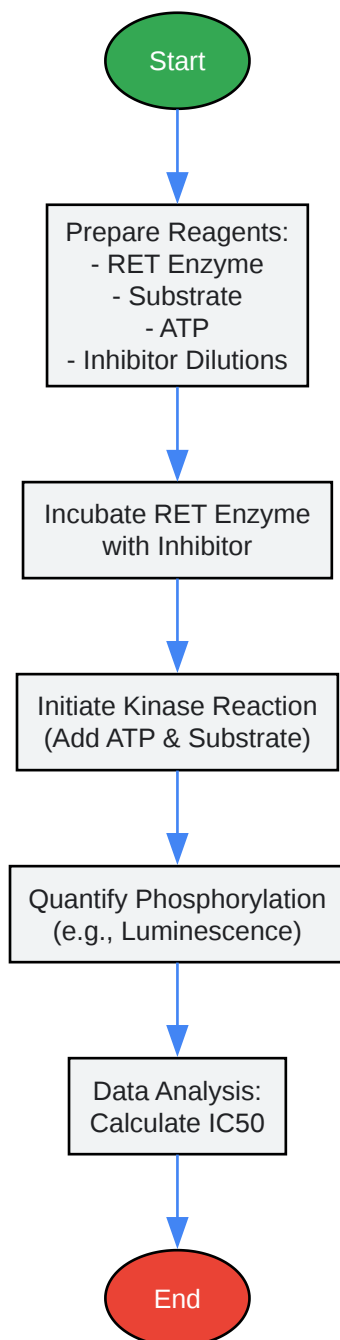 Start
Prepare Reagents:
- RET Enzyme
- Substrate
- ATP
- Inhibitor Dilutions
Incubate RET Enzyme
with Inhibitor
Initiate Kinase Reaction
(Add ATP & Substrate)
Quantify Phosphorylation
(e.g., Luminescence)
Data Analysis:
Calculate IC50
End